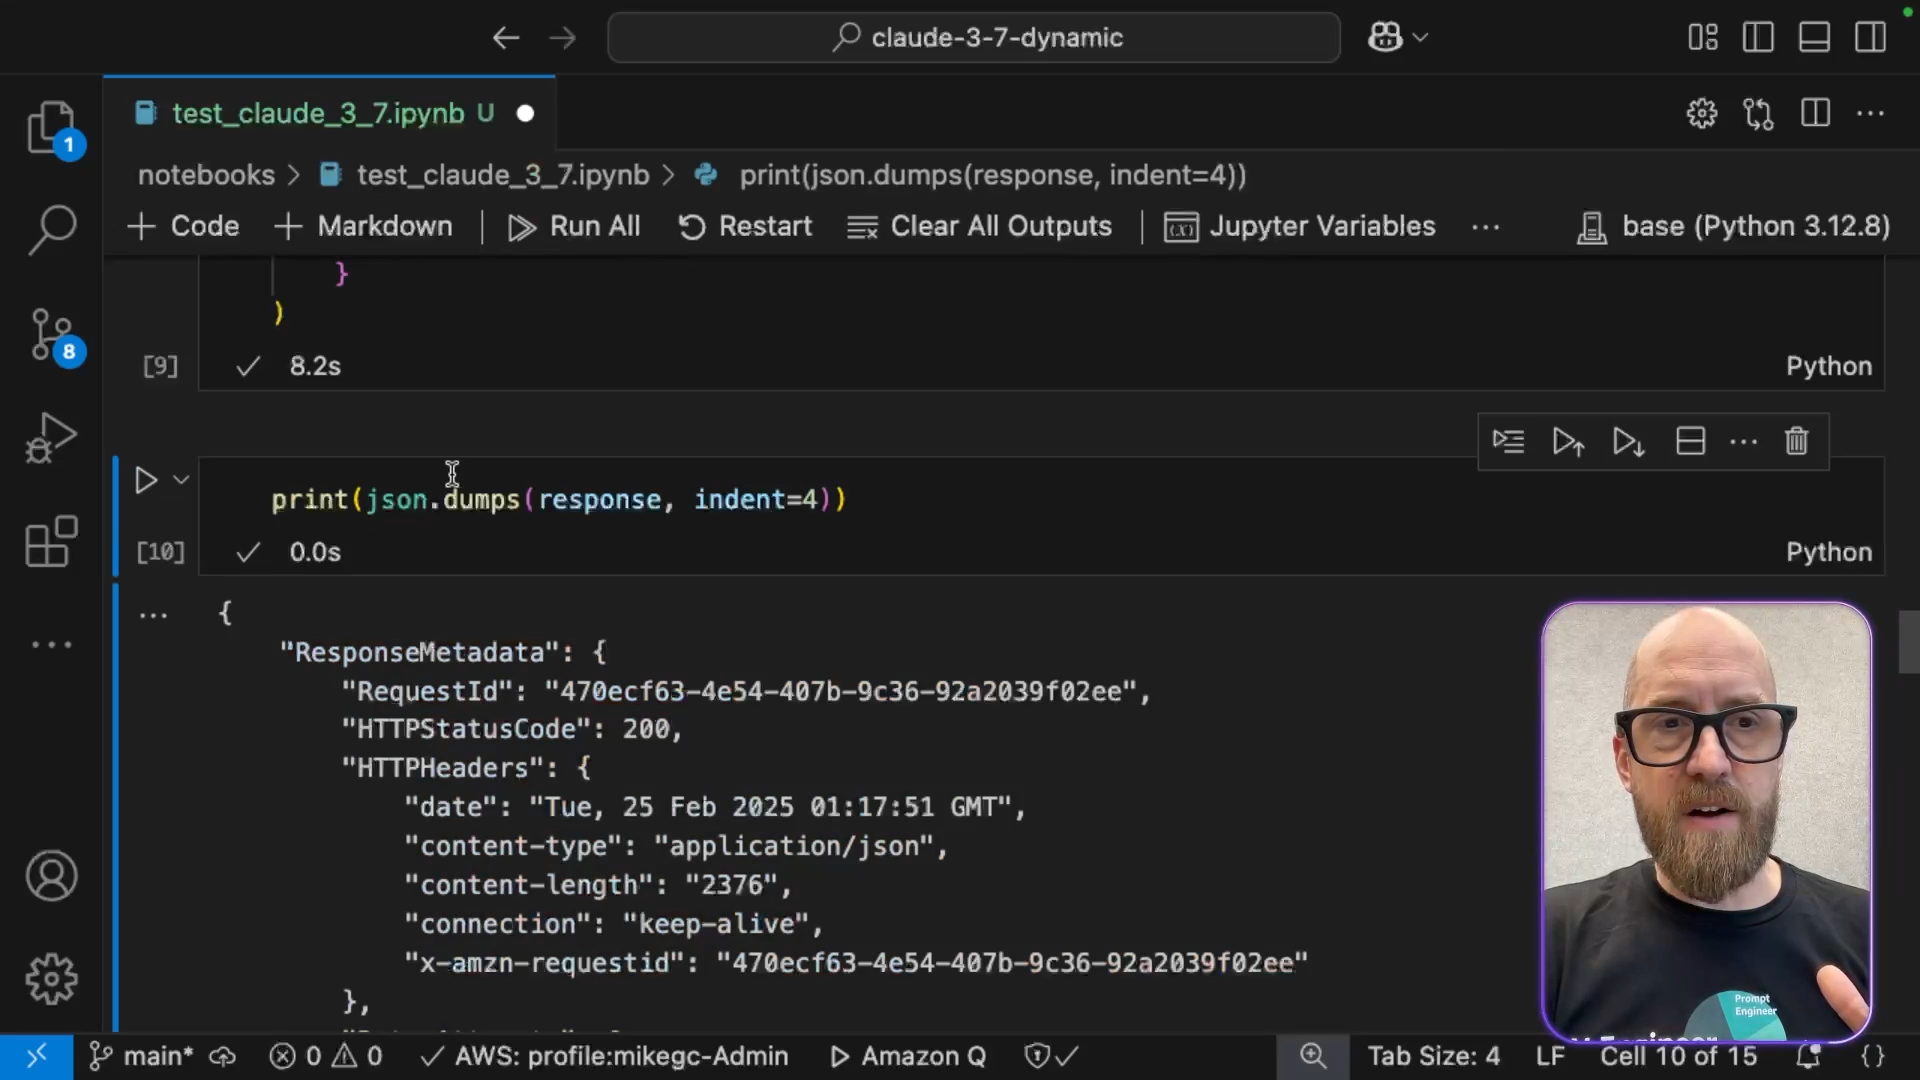 claude-3-7-dynamic
test_claude_3_7.ipynb U
1
notebooks > test_claude_3_7.ipynb > print(json.dumps(response, indent=4))
+ Code + Markdown Run All Restart Clear All Outputs Jupyter Variables ... base (Python 3.12.8)
}
)
[9] 8.2s Python
8
print(json.dumps(response, indent=4))
[10] 0.0s Python
{
"ResponseMetadata": {
"RequestId": "470ecf63-4e54-407b-9c36-92a2039f02ee",
"HTTPStatusCode": 200,
"HTTPHeaders": {
"date": "Tue, 25 Feb 2025 01:17:51 GMT",
"content-type": "application/json",
"content-length": "2376",
"connection": "keep-alive",
"x-amzn-requestid": "470ecf63-4e54-407b-9c36-92a2039f02ee"
},
Prompt
Engineer
Engineer
main* 0 0 AWS: profile:mikegc-Admin Amazon Q Tab Size: 4 LF Cell 10 of 15 {}